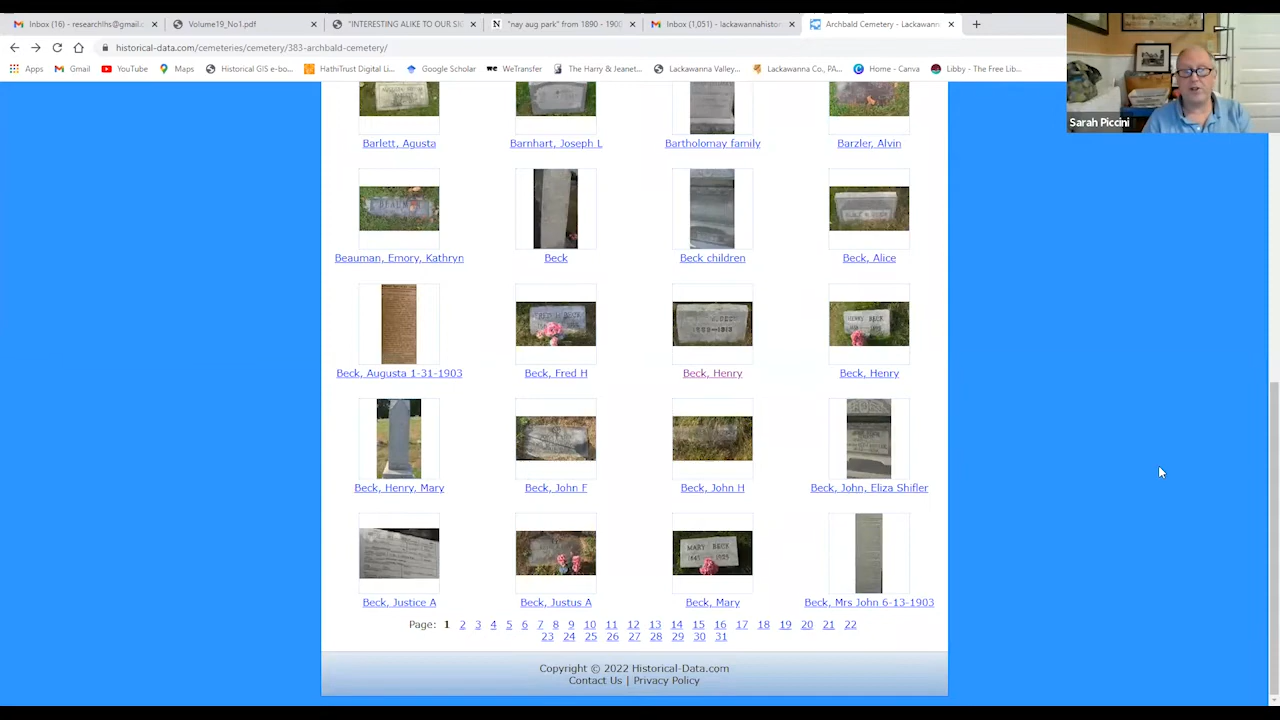 Inbox (16) - researchlhs@gmail.c
Volume19_No1.pdf
"INTERESTING ALIKE TO OUR SI
"nay aug park" from 1890 - 1900
Inbox (1,051) - lackawannahistor
Archbald Cemetery - Lackawann
historical-data.com/cemeteries/cemetery/383-archbald-cemetery/
Apps Gmail YouTube Maps Historical GIS e-bo... HathiTrust Digital Li... Google Scholar WeTransfer The Harry & Jeanet... Lackawanna Valley... Lackawanna Co., PA... Home - Canva Libby - The Free Lib...
Sarah Piccini
Barlett, Agusta Barnhart, Joseph L Bartholomay family Barzler, Alvin
Beauman, Emory, Kathryn Beck Beck children Beck, Alice
FRED H BECK
HENRY BECK
Beck, Augusta 1-31-1903 Beck, Fred H Beck, Henry Beck, Henry
Beck, Henry, Mary Beck, John F Beck, John H Beck, John, Eliza Shifler
MARY BECK
Beck, Justice A Beck, Justus A Beck, Mary Beck, Mrs John 6-13-1903
Page: 1 2 3 4 5 6 7 8 9 10 11 12 13 14 15 16 17 18 19 20 21 22
23 24 25 26 27 28 29 30 31
Copyright © 2022 Historical-Data.com
Contact Us | Privacy Policy